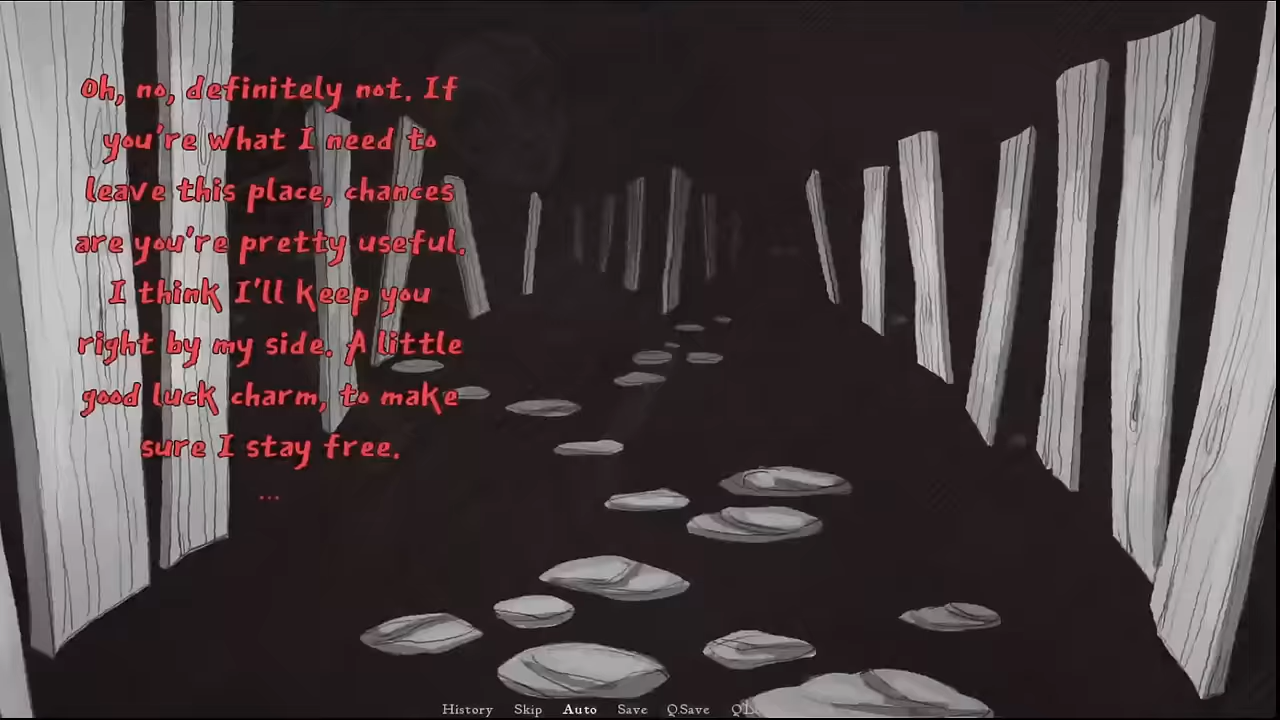 Oh, no, definitely not. If
you're what I need to
leave this place, chances
are you're pretty useful.
I think I'll keep you
right by my side. A little
good luck charm, to make
sure I stay free.
...
History Skip Auto Save Q.Save